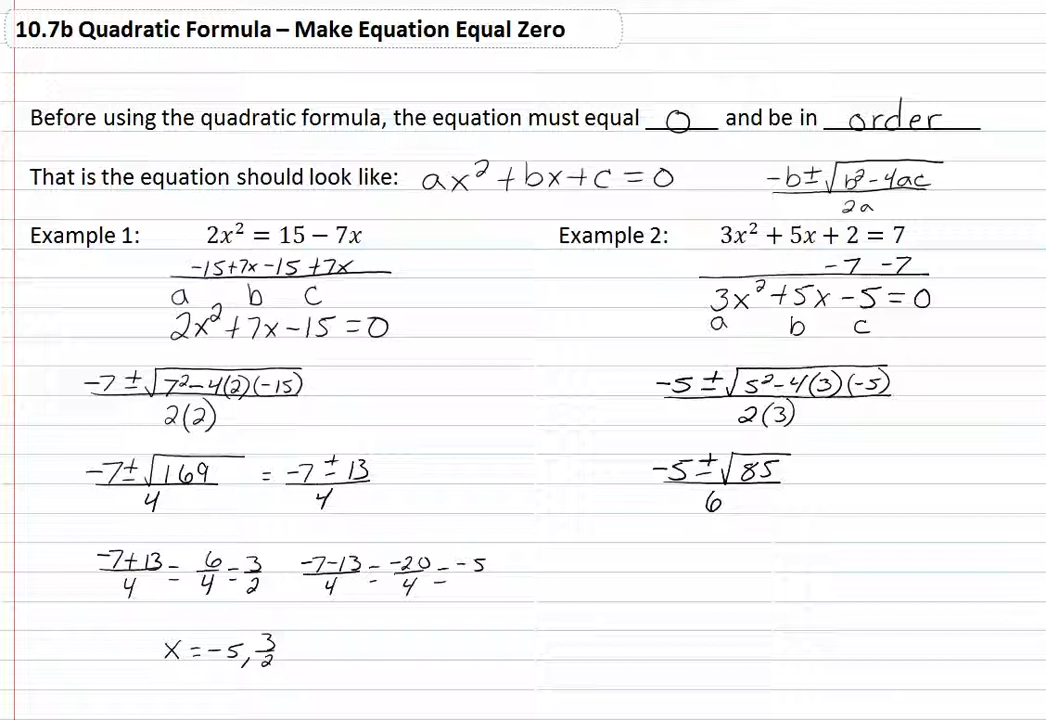 10.7b Quadratic Formula – Make Equation Equal Zero
Before using the quadratic formula, the equation must equal 0 and be in order
That is the equation should look like: ax² + bx + c = 0
-b ± √(b² - 4ac)
2a
Example 1: 2x² = 15 − 7x
-15+7x -15 +7x
a b c
2x² + 7x - 15 = 0
-7 ± √(7² - 4(2)(-15))
2(2)
-7 ± √169 = -7 ± 13
4 4
-7+13 = 6 = 3
4 4 2
-7-13 = -20 = -5
4 4
x = -5, 3/2
Example 2: 3x² + 5x + 2 = 7
-7 -7
3x² + 5x - 5 = 0
a b c
-5 ± √(5² - 4(3)(-5))
2(3)
-5 ± √85
6